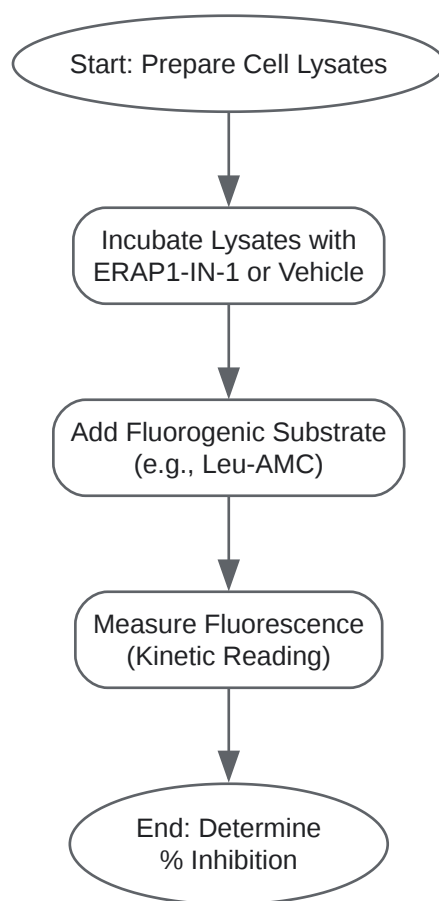 Start: Prepare Cell Lysates
Incubate Lysates with
ERAP1-IN-1 or Vehicle
Add Fluorogenic Substrate
(e.g., Leu-AMC)
Measure Fluorescence
(Kinetic Reading)
End: Determine
% Inhibition